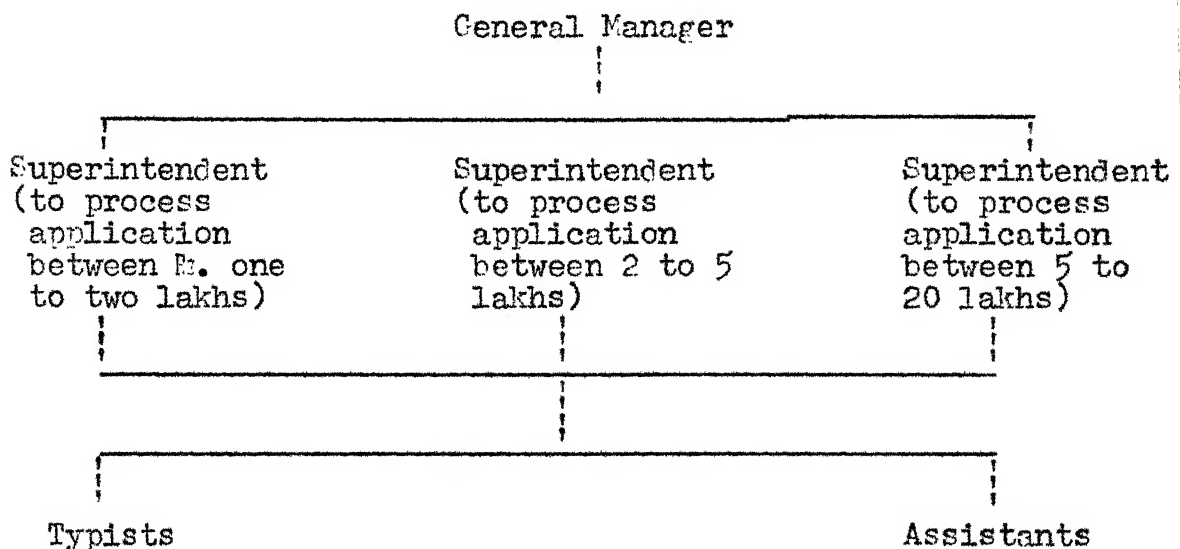 General Manager
Superintendent
(to process
application
between Rs. one
to two lakhs)
Superintendent
(to process
application
between 2 to 5
lakhs)
Superintendent
(to process
application
between 5 to
20 lakhs)
Typists
Assistants